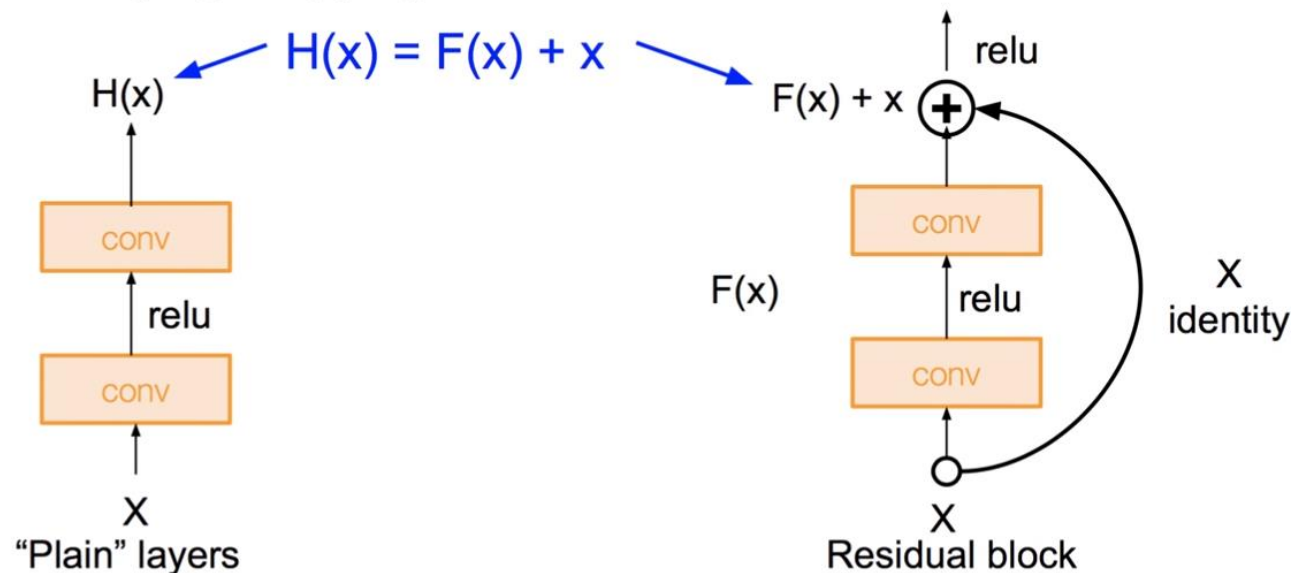 H(x) = F(x) + x
H(x)
conv
relu
conv
X
“Plain” layers
relu
F(x) + x
+
conv
F(x)
relu
conv
X
identity
X
Residual block